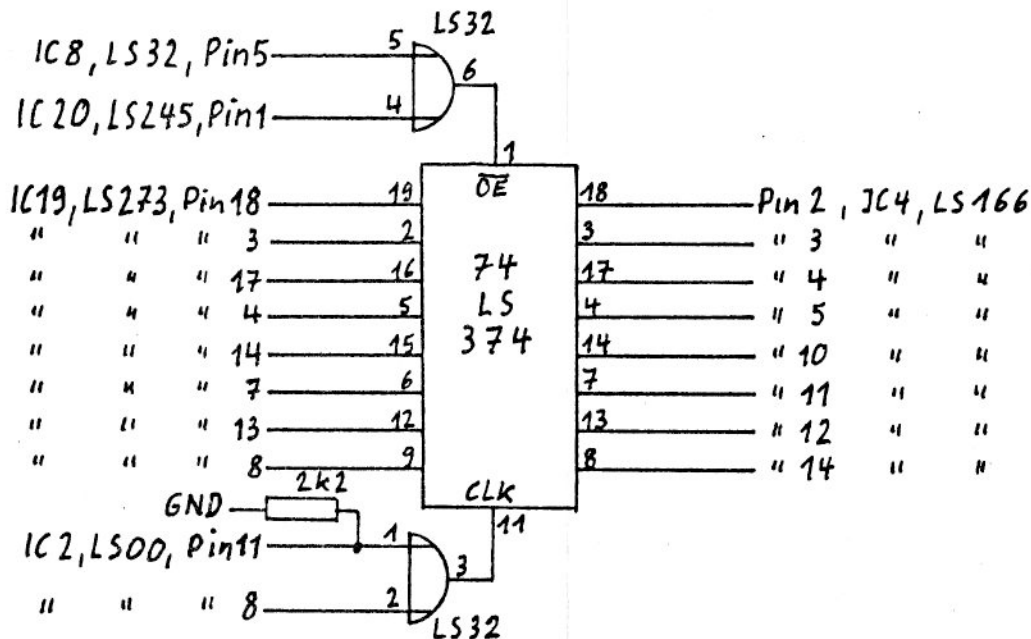 LS32
IC8, LS32, Pin5 5
6
IC20, LS245, Pin1 4
1
OE
IC19, LS273, Pin 18 19 18 Pin 2, IC4, LS166
" " " 3 2 3 " 3 " "
" " " 17 16 17 " 4 " "
" " " 4 5 4 " 5 " "
" " " 14 15 14 " 10 " "
" " " 7 6 7 " 11 " "
" " " 13 12 13 " 12 " "
" " " 8 9 8 " 14 " "
74
LS
374
2k2
CLK
GND
11
IC2, LS00, Pin11 1
3
" " " 8 2
LS32